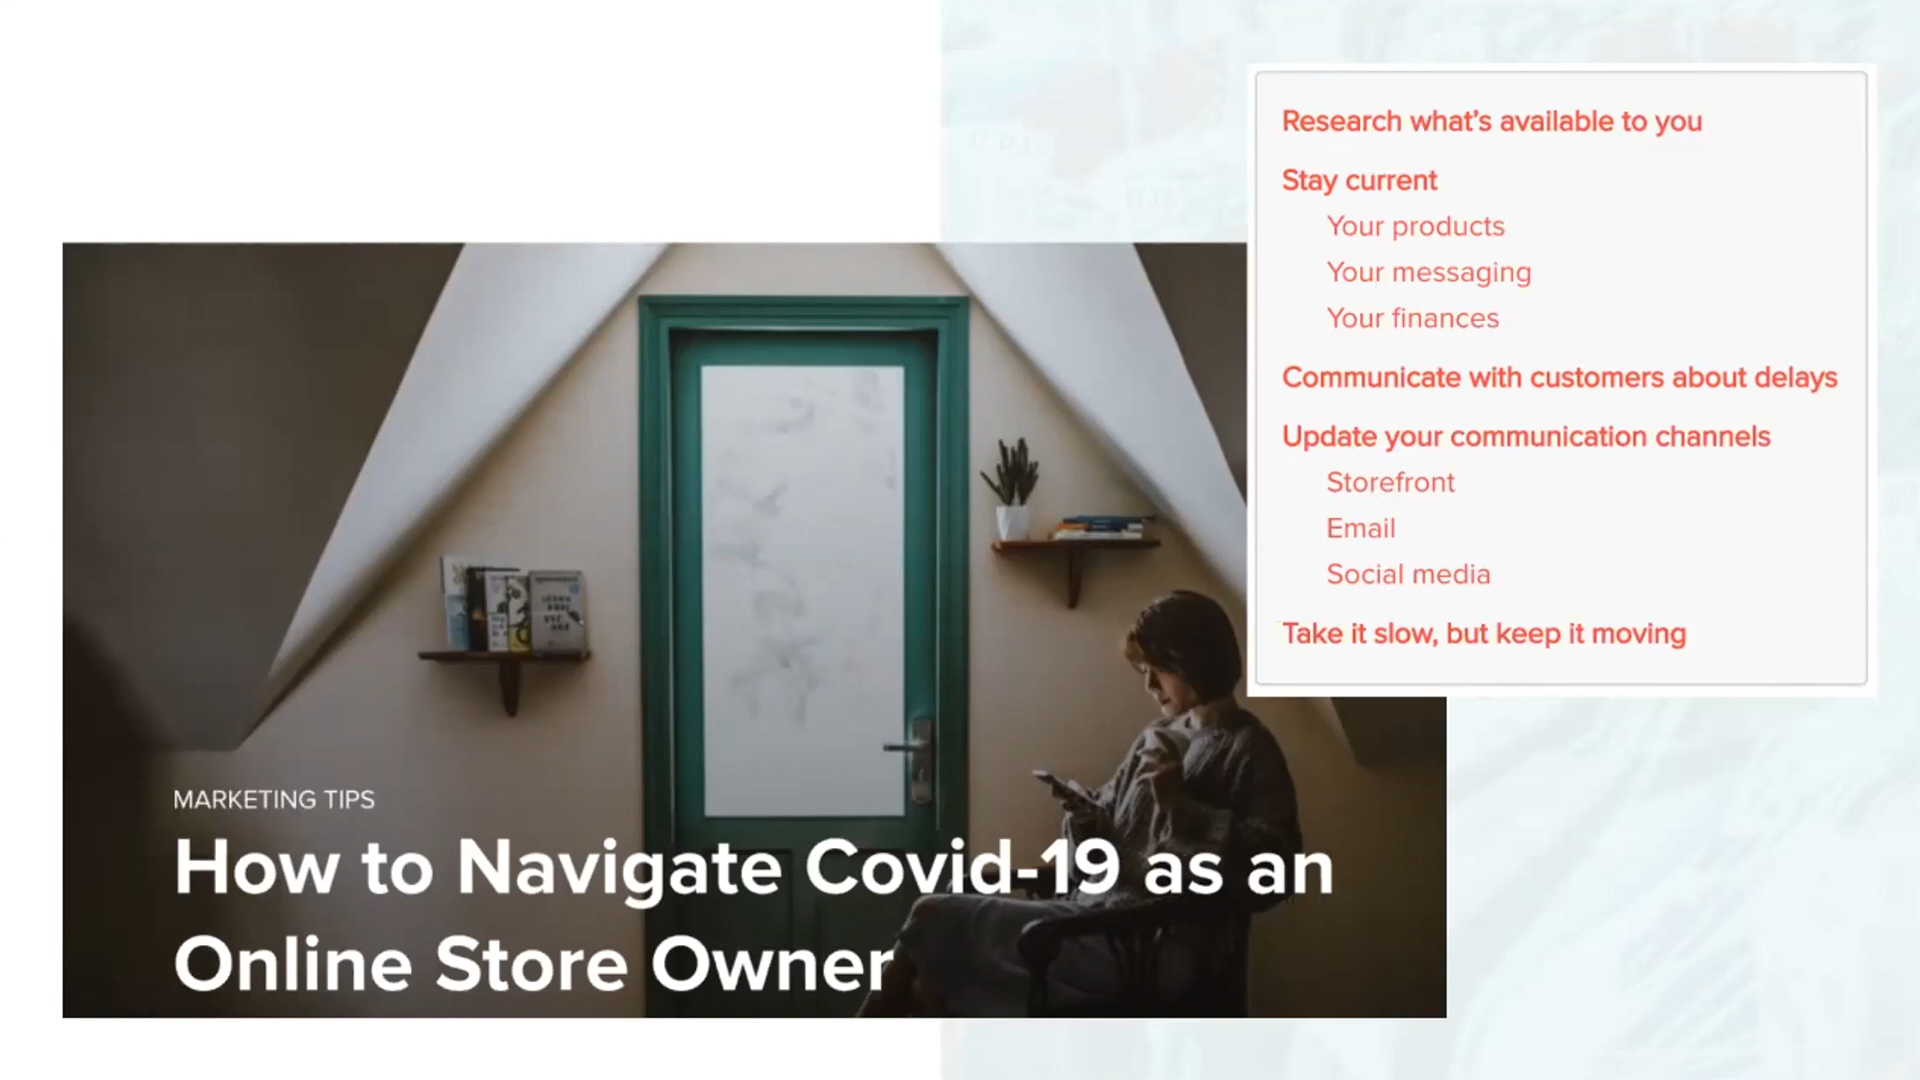 Research what's available to you
Stay current
Your products
Your messaging
Your finances
Communicate with customers about delays
Update your communication channels
Storefront
Email
Social media
Take it slow, but keep it moving
MARKETING TIPS
How to Navigate Covid-19 as an
Online Store Owner